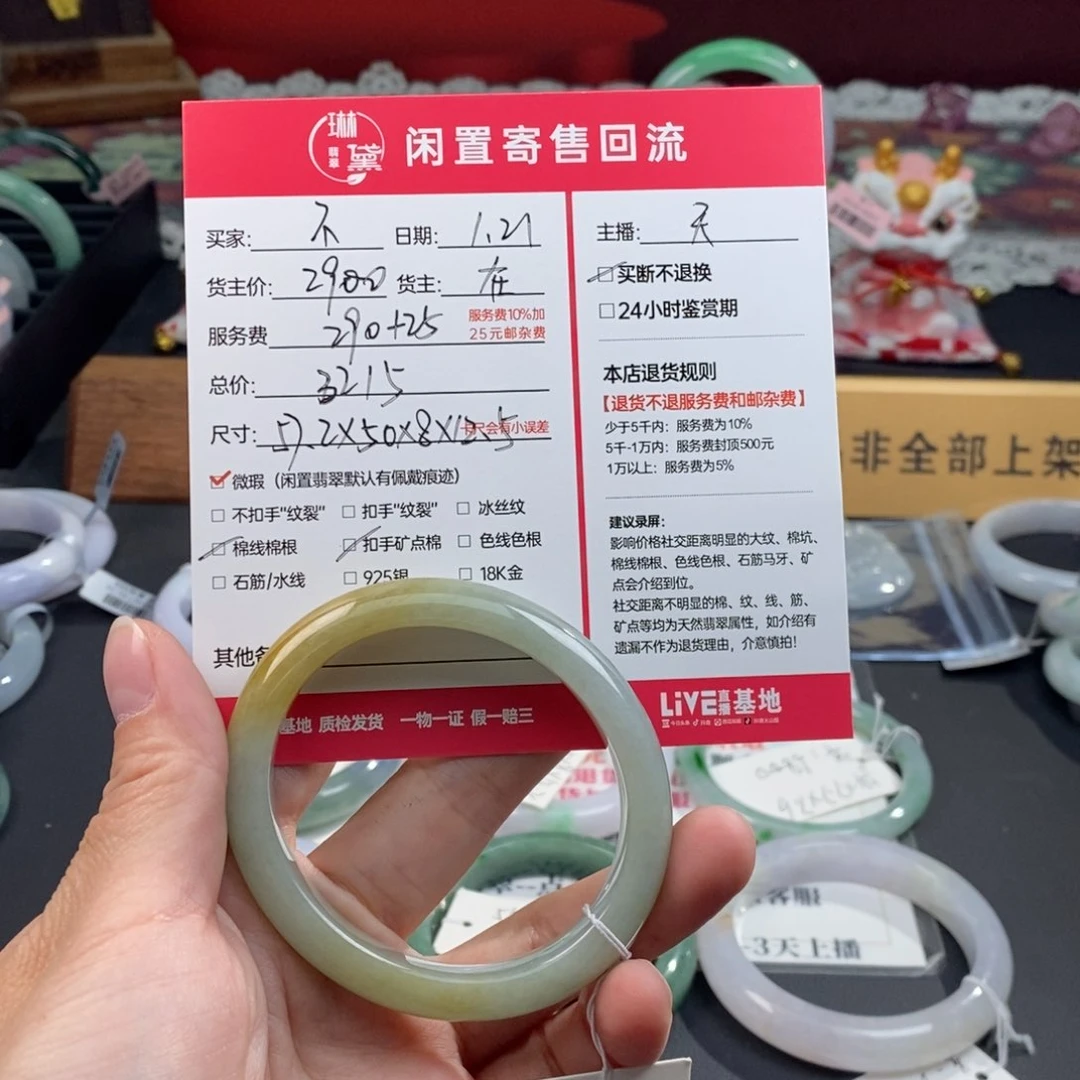 琳黛
翡翠
闲置寄售回流
买家: 不 日期: 1.21
货主价: 2900 货主: 在
服务费 290+25 服务费10%加
25元邮杂费
总价: 3215
尺寸: 57.2X50X8X12.5 卡尺会有小误差
微瑕（闲置翡翠默认有佩戴痕迹）
不扣手"纹裂" 扣手"纹裂" 冰丝纹
棉线棉根 扣手矿点棉 色线色根
石筋/水线 925银 18K金
其他
基地 质检发货 一物一证 假一赔三
主播: 天
买断不退换
24小时鉴赏期
本店退货规则
【退货不退服务费和邮杂费】
少于5千内：服务费为10%
5千-1万内：服务费封顶500元
1万以上：服务费为5%
建议录屏：
影响价格社交距离明显的大纹、棉坑、
棉线棉根、色线色根、石筋马牙、矿
点会介绍到位。
社交距离不明显的棉、纹、线、筋、
矿点等均为天然翡翠属性，如介绍有
遗漏不作为退货理由，介意慎拍！
LiVE直播基地
非全部上架
客服
-3天上播